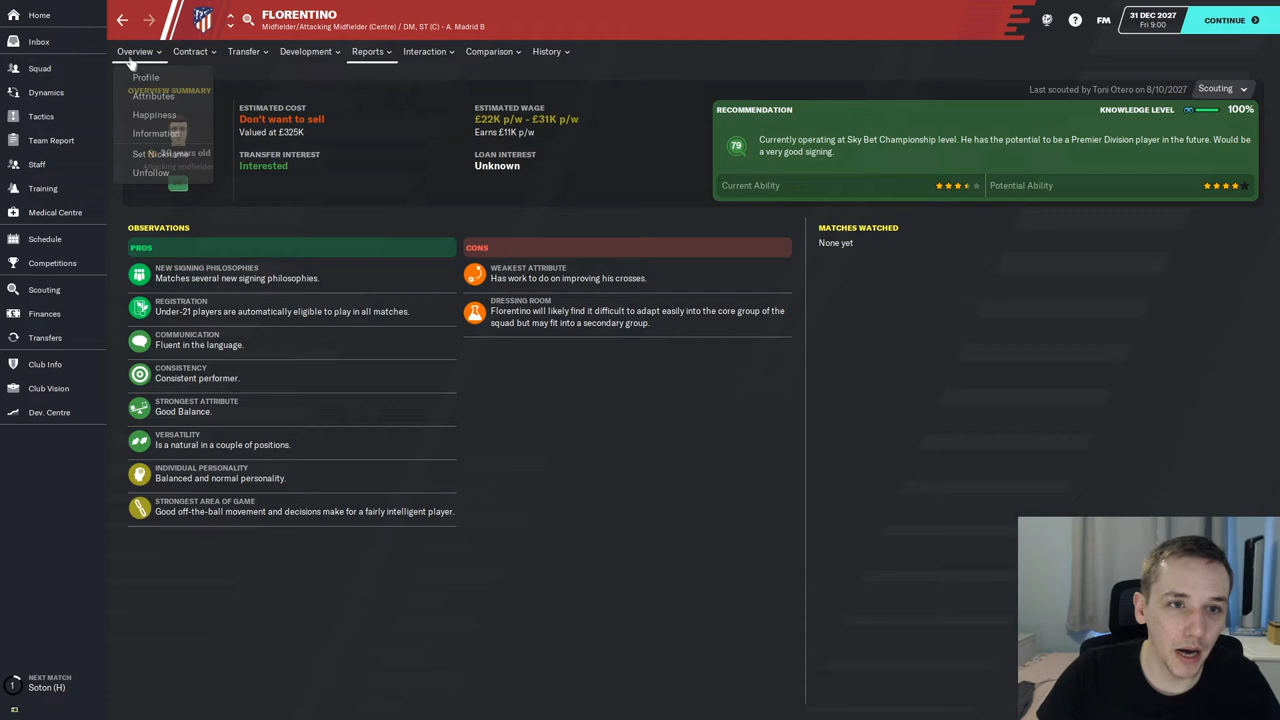 Home
Inbox
Squad
Dynamics
Tactics
Team Report
Staff
Training
Medical Centre
Schedule
Competitions
Scouting
Finances
Transfers
Club Info
Club Vision
Dev. Centre
NEXT MATCH
1
Soton (H)
FLORENTINO
Midfielder/Attacking Midfielder (Centre) / DM, ST (C) - A. Madrid B
FM
31 DEC 2027
Fri 9:00
CONTINUE
Overview
Contract
Transfer
Development
Reports
Interaction
Comparison
History
Profile
Attributes
Happiness
Information
Set Nickname
Unfollow
OVERVIEW SUMMARY
20 years old
Attacking midfielder
ESTIMATED COST
Don't want to sell
Valued at £325K
TRANSFER INTEREST
Interested
ESTIMATED WAGE
£22K p/w - £31K p/w
Earns £11K p/w
LOAN INTEREST
Unknown
Last scouted by Toni Otero on 8/10/2027
Scouting
RECOMMENDATION
KNOWLEDGE LEVEL
100%
79
Currently operating at Sky Bet Championship level. He has the potential to be a Premier Division player in the future. Would be
a very good signing.
Current Ability
Potential Ability
OBSERVATIONS
PROS
NEW SIGNING PHILOSOPHIES
Matches several new signing philosophies.
REGISTRATION
Under-21 players are automatically eligible to play in all matches.
COMMUNICATION
Fluent in the language.
CONSISTENCY
Consistent performer.
STRONGEST ATTRIBUTE
Good Balance.
VERSATILITY
Is a natural in a couple of positions.
INDIVIDUAL PERSONALITY
Balanced and normal personality.
STRONGEST AREA OF GAME
Good off-the-ball movement and decisions make for a fairly intelligent player.
CONS
WEAKEST ATTRIBUTE
Has work to do on improving his crosses.
DRESSING ROOM
Florentino will likely find it difficult to adapt easily into the core group of the
squad but may fit into a secondary group.
MATCHES WATCHED
None yet